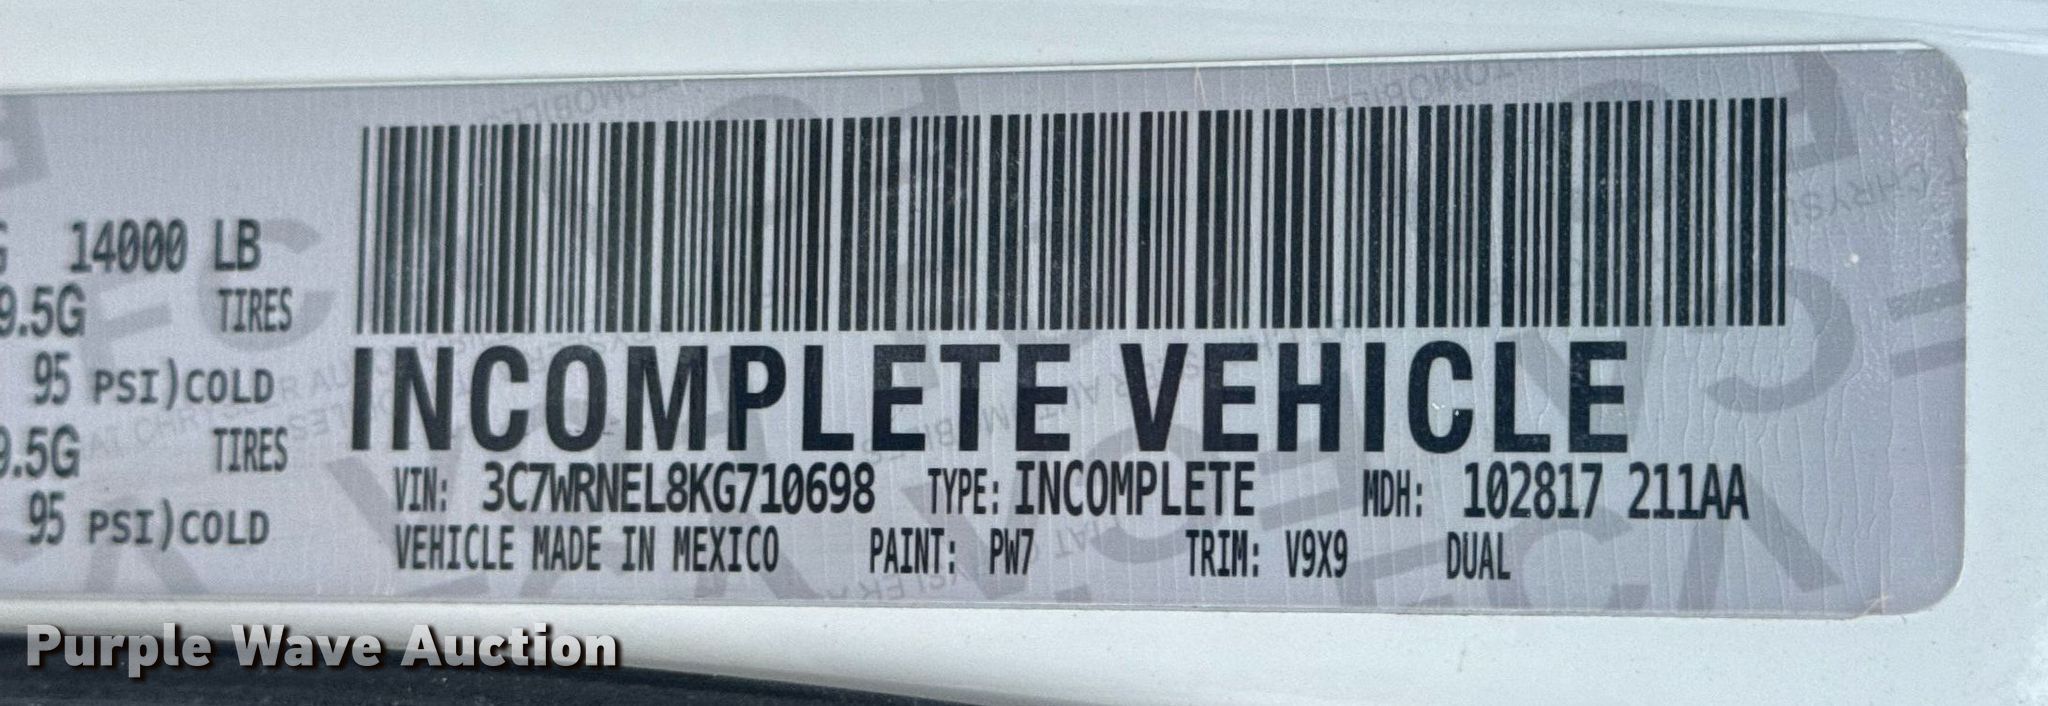 14000 LB
9.5G TIRES
95 PSI)COLD
9.5G TIRES
95 PSI)COLD
INCOMPLETE VEHICLE
VIN: 3C7WRNEL8KG710698 TYPE: INCOMPLETE MDH: 102817 211AA
VEHICLE MADE IN MEXICO PAINT: PW7 TRIM: V9X9 DUAL
Purple Wave Auction